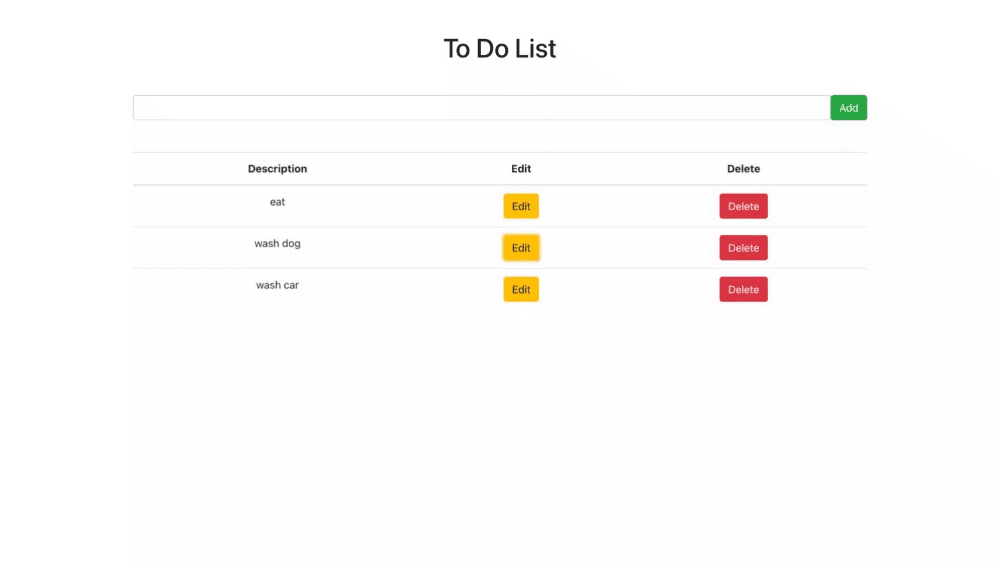 To Do List
Add
Description Edit Delete
eat Edit Delete
wash dog Edit Delete
wash car Edit Delete